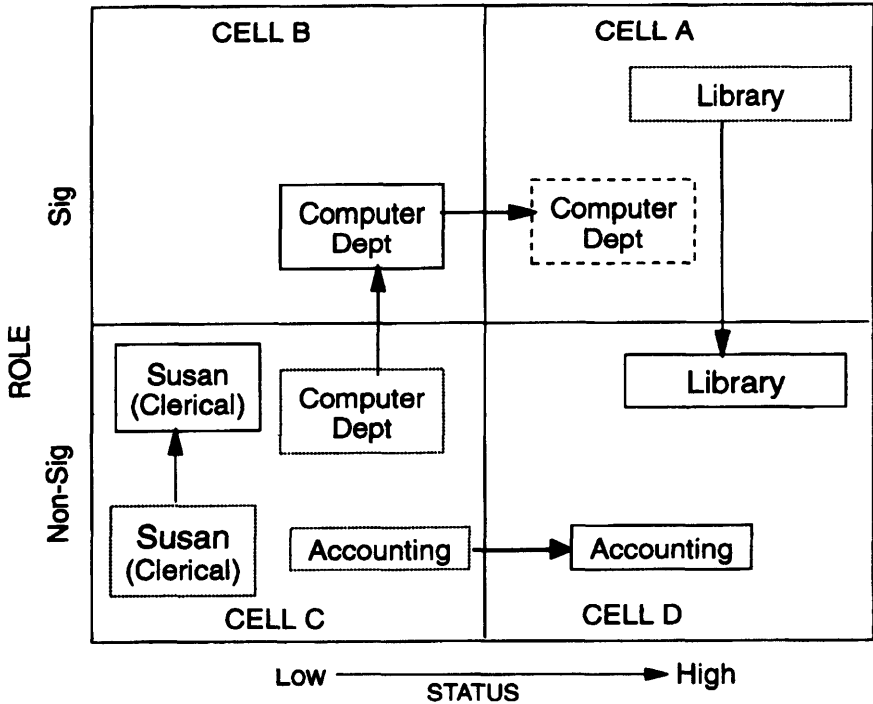 CELL B
CELL A
Library
Computer
Dept
Computer
Dept
Sig
ROLE
Non-Sig
Susan
(Clerical)
Computer
Dept
Library
Susan
(Clerical)
Accounting
Accounting
CELL C
CELL D
Low
High
STATUS